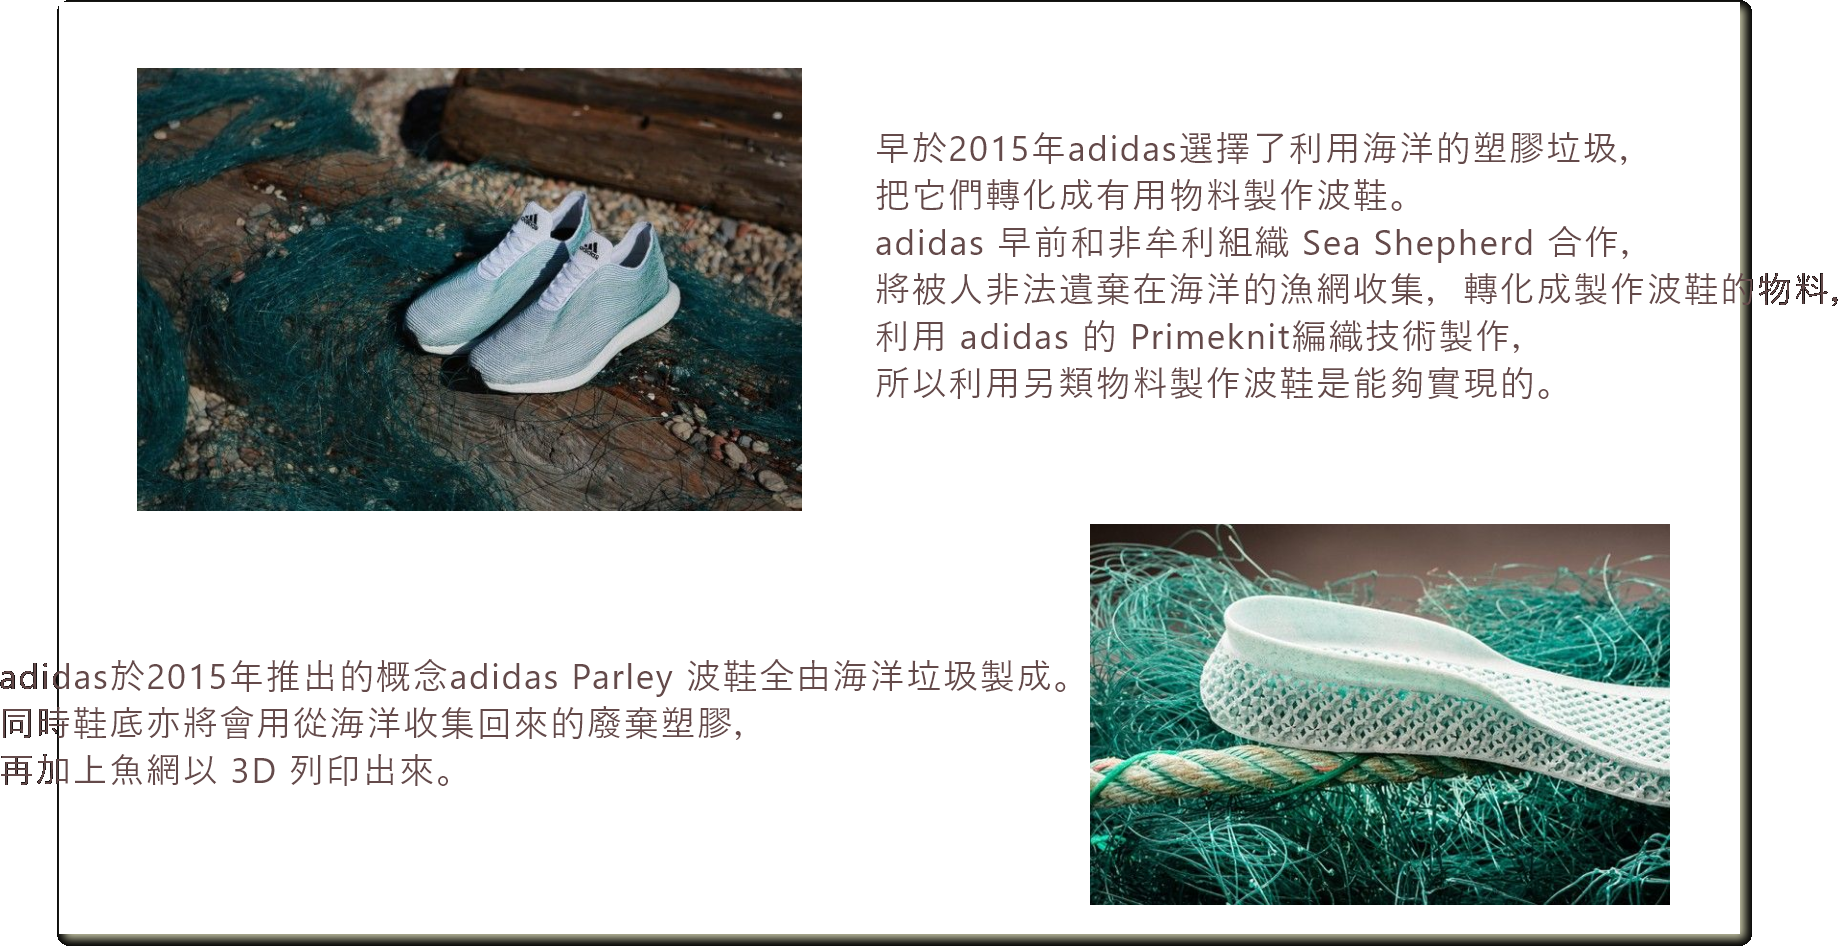 早於2015年adidas選擇了利用海洋的塑膠垃圾,
把它們轉化成有用物料製作波鞋。
adidas 早前和非牟利組織 Sea Shepherd 合作,
將被人非法遺棄在海洋的漁網收集, 轉化成製作波鞋的物料,
利用 adidas 的 Primeknit編織技術製作,
所以利用另類物料製作波鞋是能夠實現的。
adidas於2015年推出的概念adidas Parley 波鞋全由海洋垃圾製成。
同時鞋底亦將會用從海洋收集回來的廢棄塑膠,
再加上魚網以 3D 列印出來。